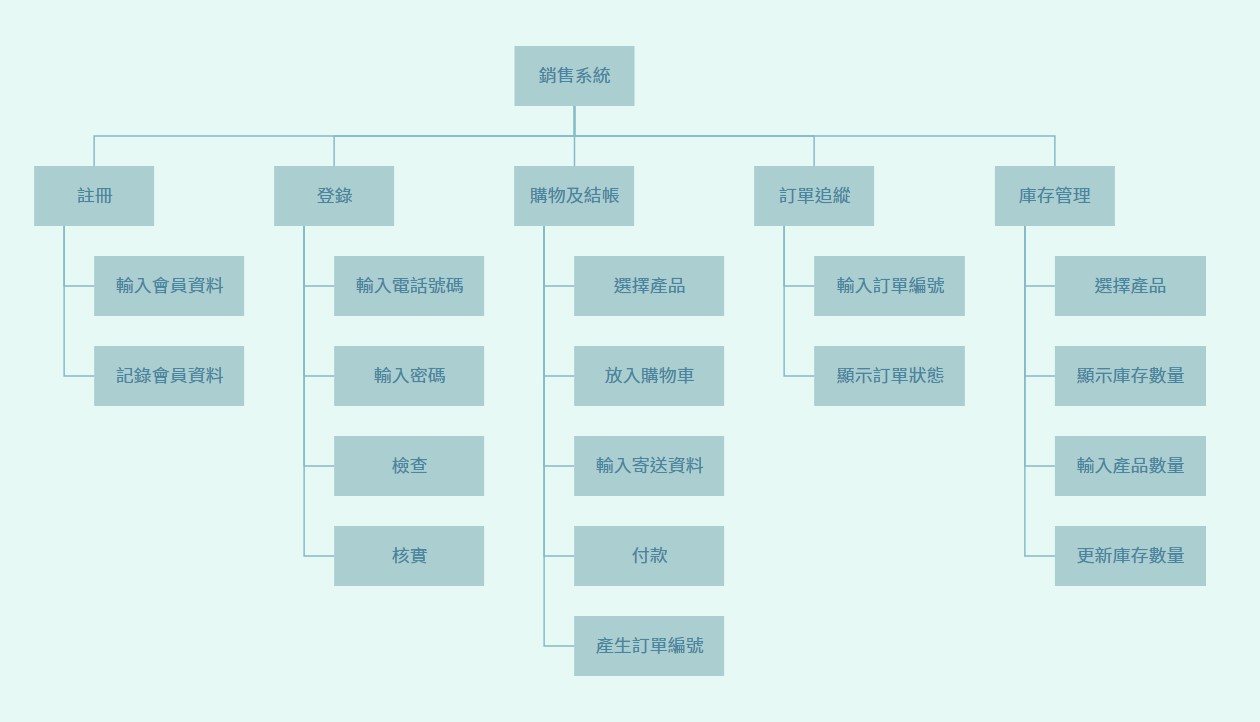 銷售系統
註冊
輸入會員資料
記錄會員資料
登錄
輸入電話號碼
輸入密碼
檢查
核實
購物及結帳
選擇產品
放入購物車
輸入寄送資料
付款
產生訂單編號
訂單追縱
輸入訂單編號
顯示訂單狀態
庫存管理
選擇產品
顯示庫存數量
輸入產品數量
更新庫存數量